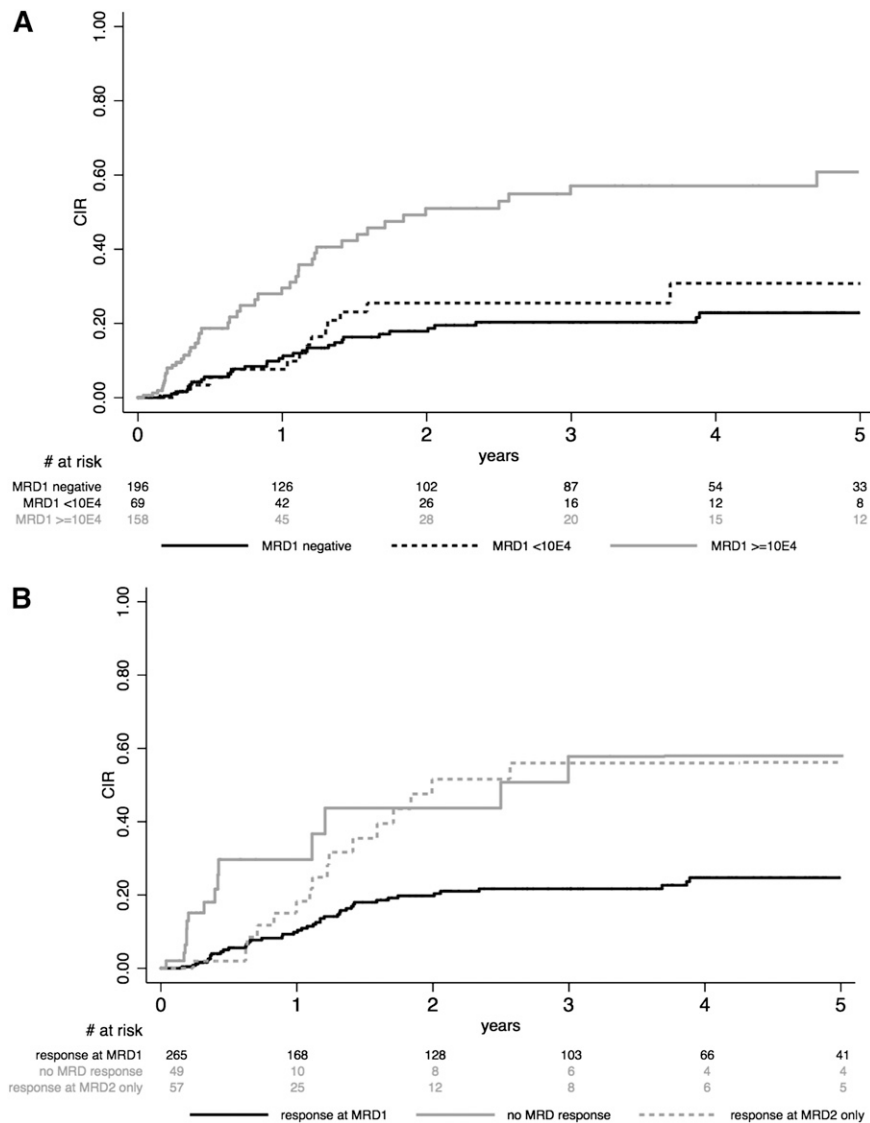 A
1.00
0.80
0.60
CIR
0.40
0.20
0.00
0 1 2 3 4 5
years
# at risk
MRD1 negative 196 126 102 87 54 33
MRD1 <10E4 69 42 26 16 12 8
MRD1 >=10E4 158 45 28 20 15 12
MRD1 negative MRD1 <10E4 MRD1 >=10E4
B
1.00
0.80
0.60
CIR
0.40
0.20
0.00
0 1 2 3 4 5
years
# at risk
response at MRD1 265 168 128 103 66 41
no MRD response 49 10 8 6 4 4
response at MRD2 only 57 25 12 8 6 5
response at MRD1 no MRD response response at MRD2 only